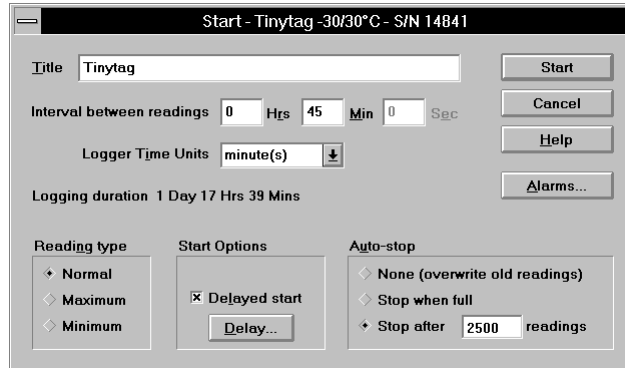 Start - Tinytag -30/30°C - S/N 14841
Title Tinytag
Start
Interval between readings 0 Hrs 45 Min 0 Sec
Cancel
Help
Logger Time Units minute(s)
Alarms...
Logging duration 1 Day 17 Hrs 39 Mins
Reading type
Normal
Maximum
Minimum
Start Options
Delayed start
Delay...
Auto-stop
None (overwrite old readings)
Stop when full
Stop after 2500 readings